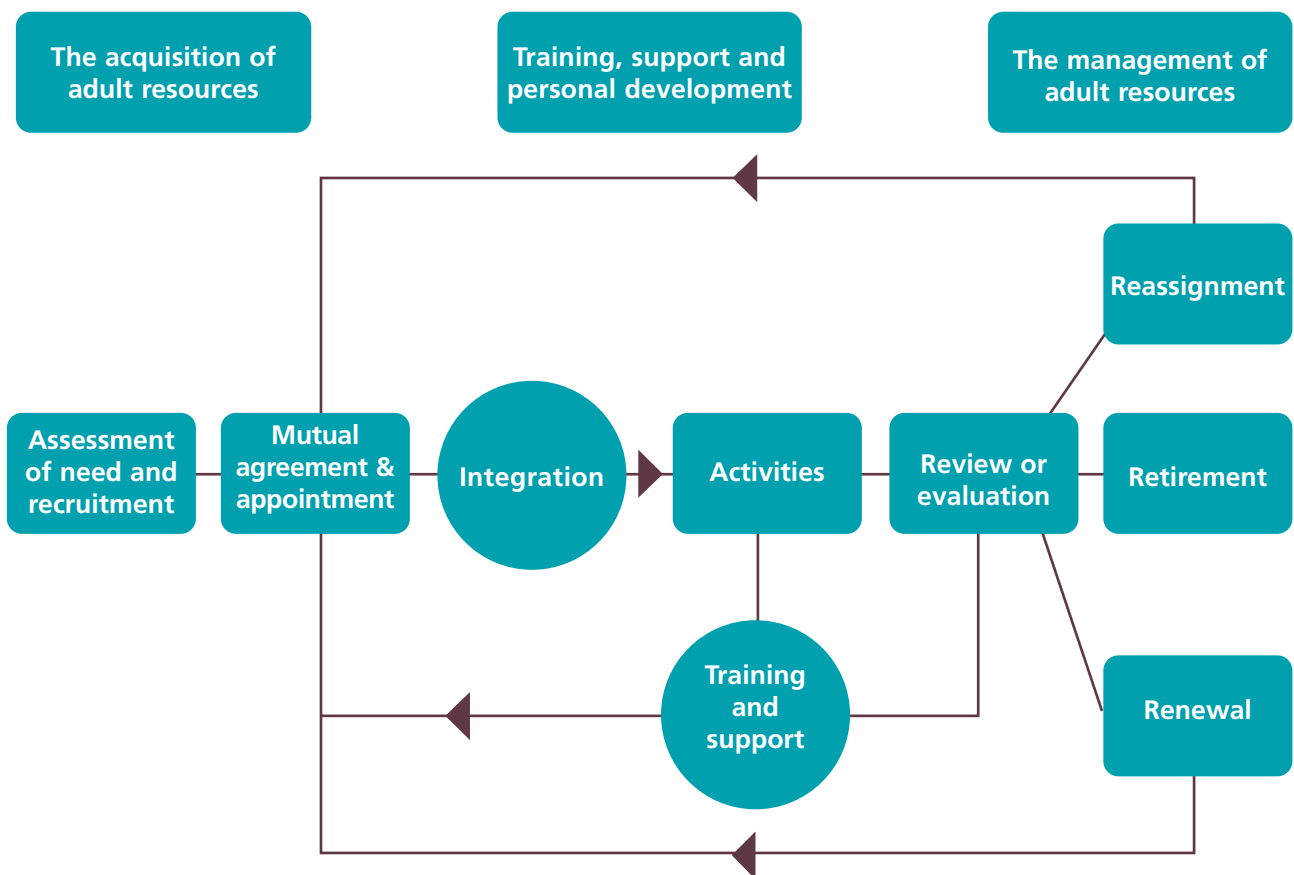 The acquisition of
adult resources
Training, support and
personal development
The management of
adult resources
Reassignment
Assessment
of need and
recruitment
Mutual
agreement &
appointment
Integration
Activities
Review or
evaluation
Retirement
Training
and
support
Renewal